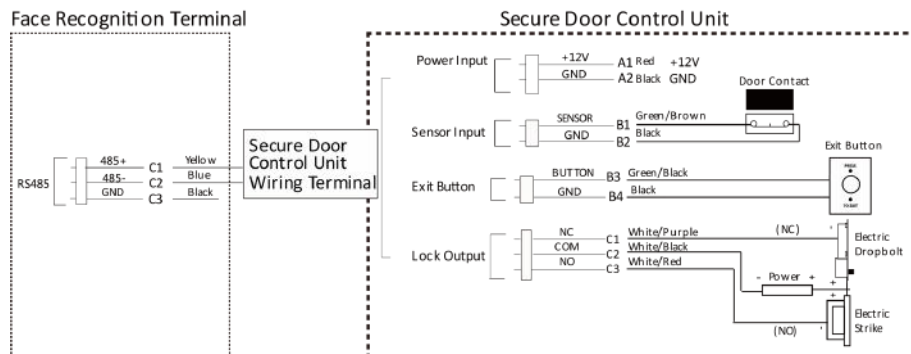 Face Recognition Terminal
Secure Door Control Unit
RS485
485+ C1 Yellow
485- C2 Blue
GND C3 Black
Secure Door
Control Unit
Wiring Terminal
Power Input
+12V A1 Red +12V
GND A2 Black GND
Door Contact
Sensor Input
SENSOR B1 Green/Brown
GND B2 Black
Exit Button
Exit Button
BUTTON B3 Green/Black
GND B4 Black
Lock Output
NC C1 White/Purple (NC)
COM C2 White/Black
NO C3 White/Red
Electric
Dropbolt
- Power +
+
+
-
Electric
Strike
(NO) -